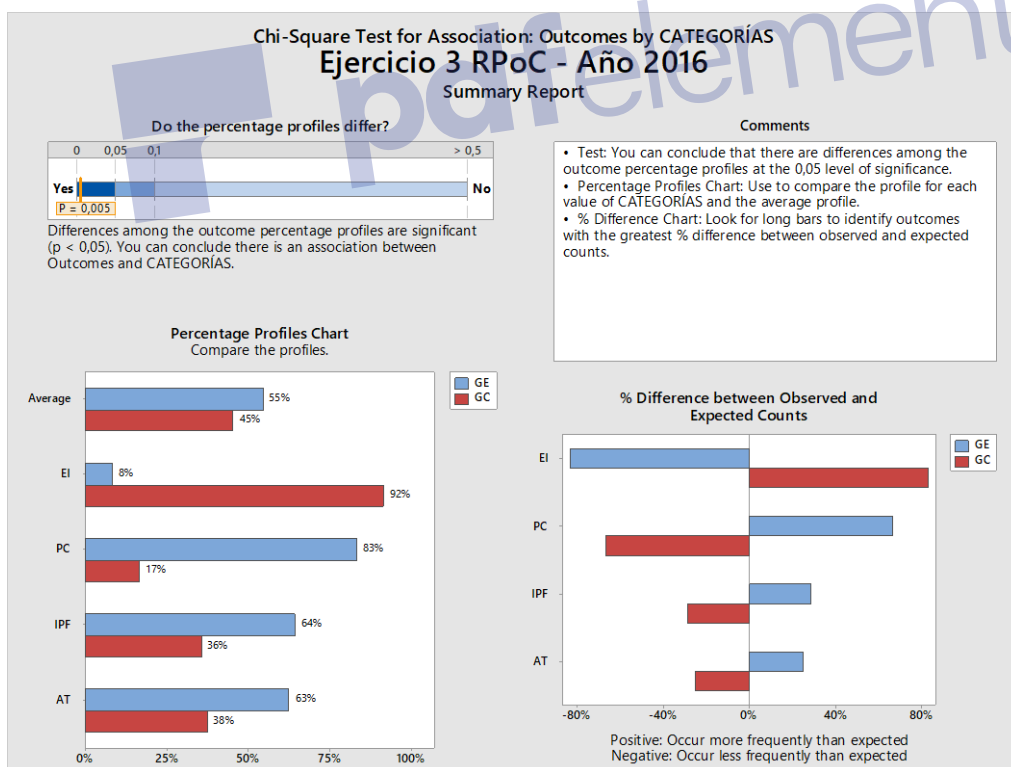 Chi-Square Test for Association: Outcomes by CATEGORÍAS
Ejercicio 3 RPoC - Año 2016
Summary Report
pdfelement
Do the percentage profiles differ?
0 0,05 0,1 > 0,5
Yes No
P = 0,005
Differences among the outcome percentage profiles are significant
(p < 0,05). You can conclude there is an association between
Outcomes and CATEGORÍAS.
Comments
• Test: You can conclude that there are differences among the
outcome percentage profiles at the 0,05 level of significance.
• Percentage Profiles Chart: Use to compare the profile for each
value of CATEGORÍAS and the average profile.
• % Difference Chart: Look for long bars to identify outcomes
with the greatest % difference between observed and expected
counts.
Percentage Profiles Chart
Compare the profiles.
GE
GC
Average
55%
45%
EI
8%
92%
PC
83%
17%
IPF
64%
36%
AT
63%
38%
0% 25% 50% 75% 100%
% Difference between Observed and
Expected Counts
GE
GC
EI
PC
IPF
AT
-80% -40% 0% 40% 80%
Positive: Occur more frequently than expected
Negative: Occur less frequently than expected